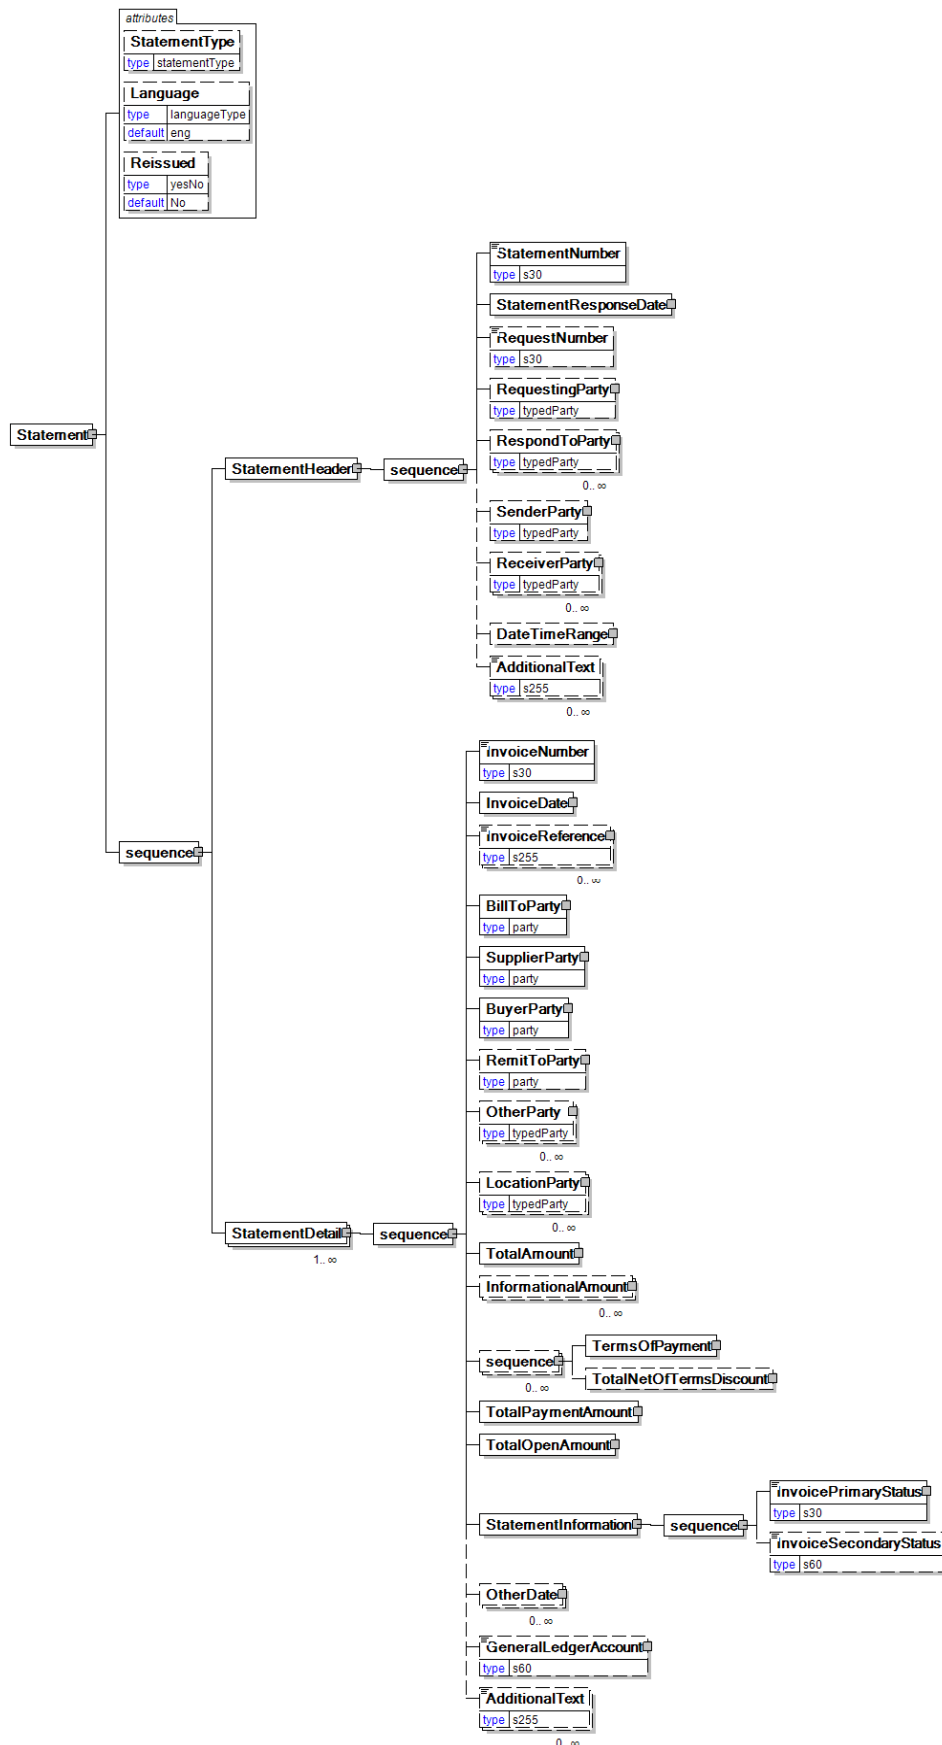 attributes
StatementType
type statementType
Language
type languageType
default eng
Reissued
type yesNo
default No
StatementNumber
type s30
StatementResponseDate
RequestNumber
type s30
RequestingParty
type typedParty
Statement
RespondToParty
type typedParty
0.. ∞
StatementHeader
sequence
SenderParty
type typedParty
ReceiverParty
type typedParty
0.. ∞
DateTimeRange
AdditionalText
type s255
0.. ∞
InvoiceNumber
type s30
InvoiceDate
InvoiceReference
type s255
0.. ∞
sequence
BillToParty
type party
SupplierParty
type party
BuyerParty
type party
RemitToParty
type party
OtherParty
type typedParty
0.. ∞
LocationParty
type typedParty
0.. ∞
StatementDetail
1.. ∞
sequence
TotalAmount
InformationalAmount
0.. ∞
sequence
0.. ∞
TermsOfPayment
TotalNetOfTermsDiscount
TotalPaymentAmount
TotalOpenAmount
StatementInformation
sequence
InvoicePrimaryStatus
type s30
InvoiceSecondaryStatus
type s60
OtherDate
0.. ∞
GeneralLedgerAccount
type s60
AdditionalText
type s255
0.. ∞